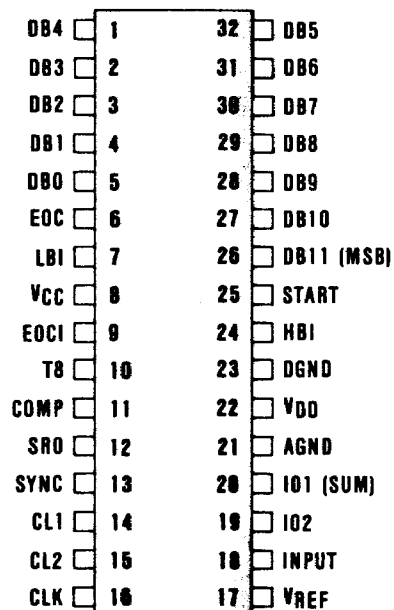 DB4 1 32 DB5
DB3 2 31 DB6
DB2 3 30 DB7
DB1 4 29 DB8
DB0 5 28 DB9
EOC 6 27 DB10
LBI 7 26 DB11 (MSB)
VCC 8 25 START
EOCI 9 24 HBI
T8 10 23 DGND
COMP 11 22 VDD
SRO 12 21 AGND
SYNC 13 20 IO1 (SUM)
CL1 14 19 IO2
CL2 15 18 INPUT
CLK 16 17 VREF